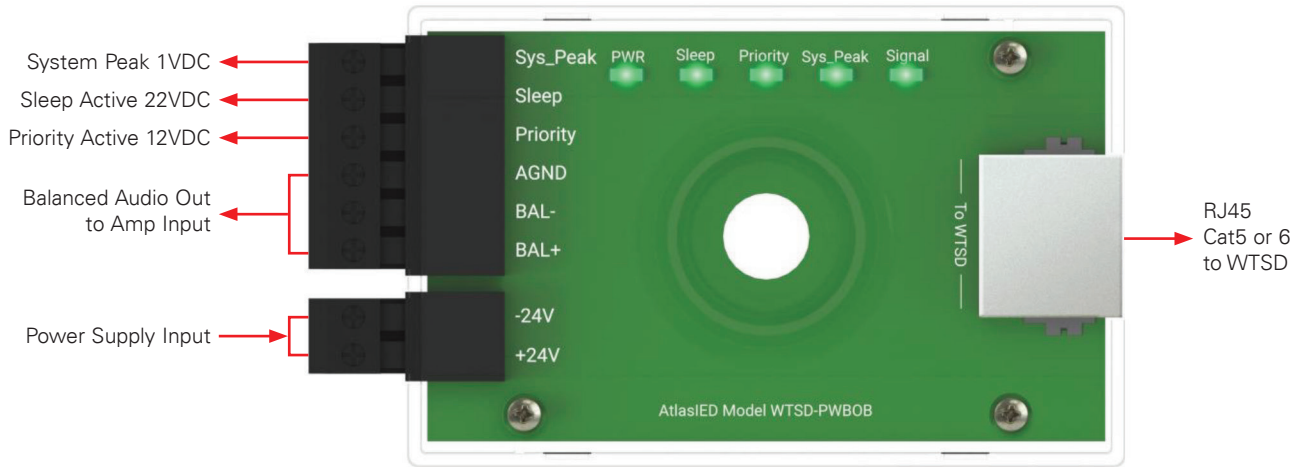 System Peak 1VDC
Sleep Active 22VDC
Priority Active 12VDC
Balanced Audio Out
to Amp Input
Power Supply Input
Sys_Peak
Sleep
Priority
AGND
BAL-
BAL+
-24V
+24V
PWR
Sleep
Priority
Sys_Peak
Signal
To WTSD
AtlasIED Model WTSD-PWBOB
RJ45
Cat5 or 6
to WTSD